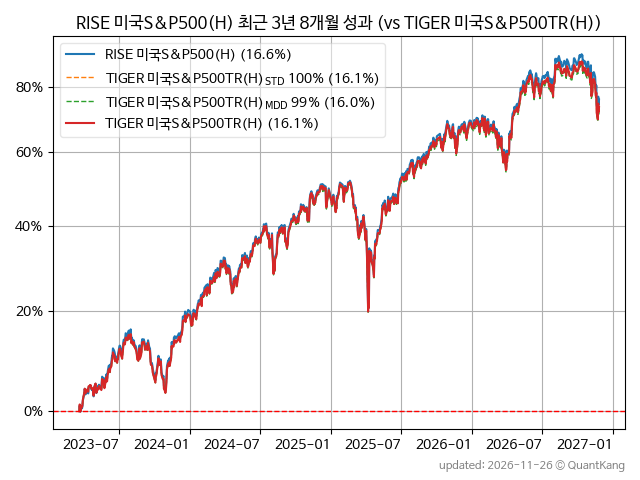 RISE 미국S&P500(H) 최근 3년 8개월 성과 (vs TIGER 미국S&P500TR(H))
RISE 미국S&P500(H) (16.6%)
TIGER 미국S&P500TR(H) STD 100% (16.1%)
TIGER 미국S&P500TR(H) MDD 99% (16.0%)
TIGER 미국S&P500TR(H) (16.1%)
80%
60%
40%
20%
0%
2023-07 2024-01 2024-07 2025-01 2025-07 2026-01 2026-07 2027-01
updated: 2026-11-26 © QuantKang